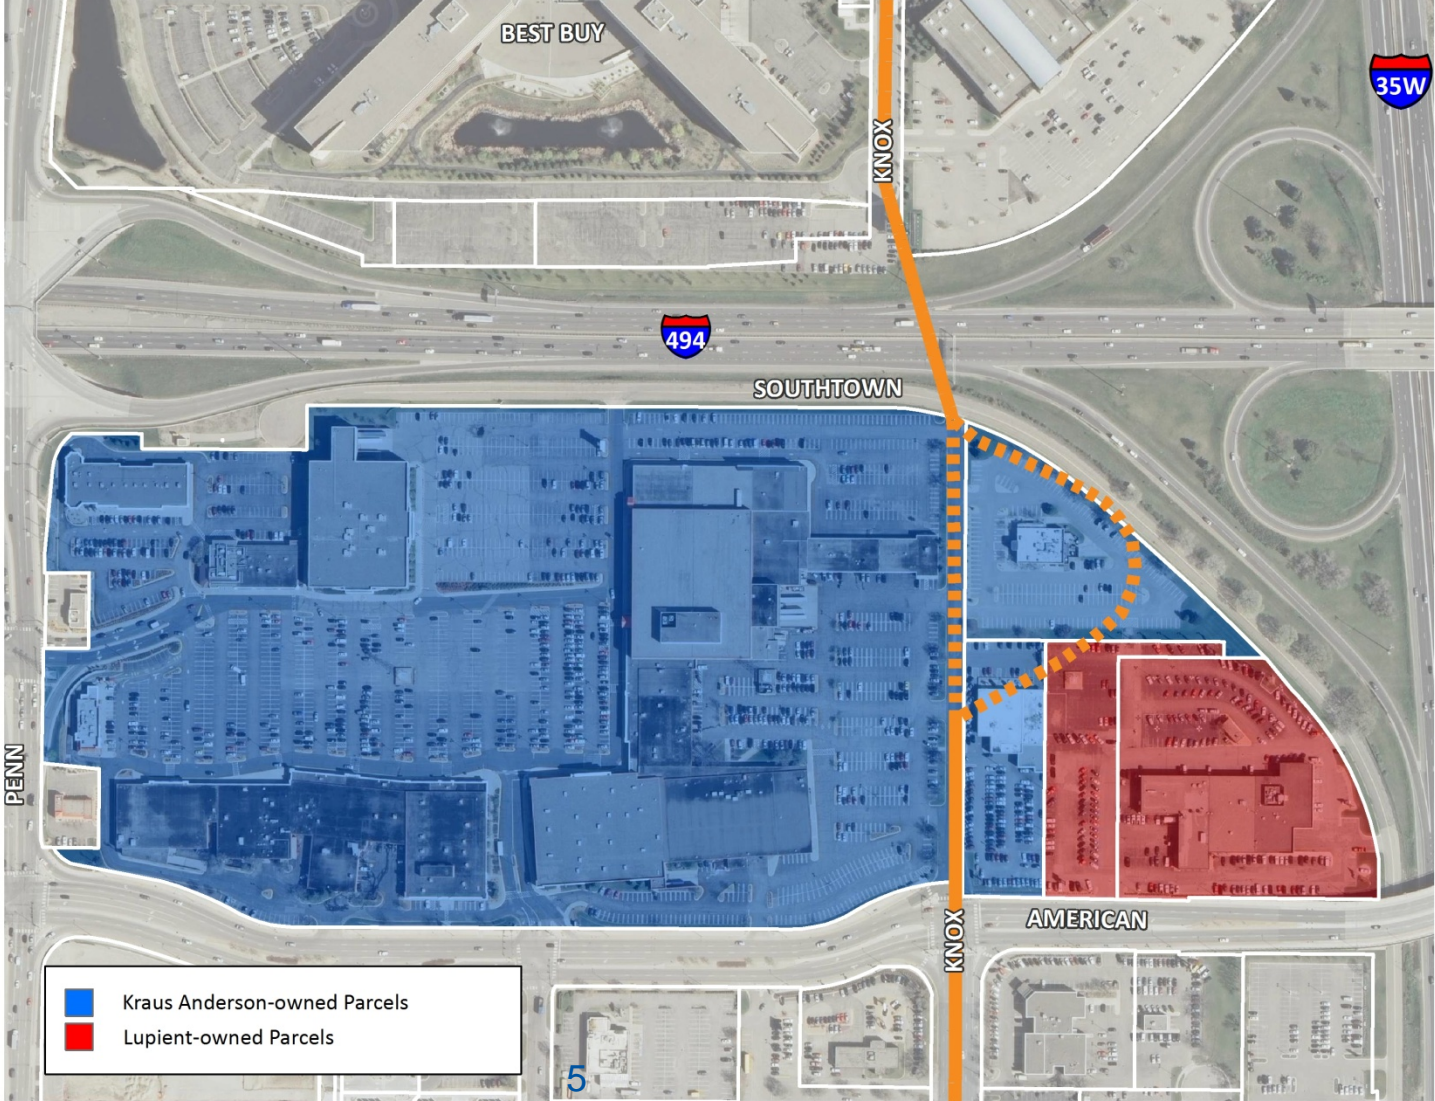 BEST BUY
35W
KNOX
494
SOUTHTOWN
PENN
KNOX
AMERICAN
Kraus Anderson-owned Parcels
Lupient-owned Parcels
5